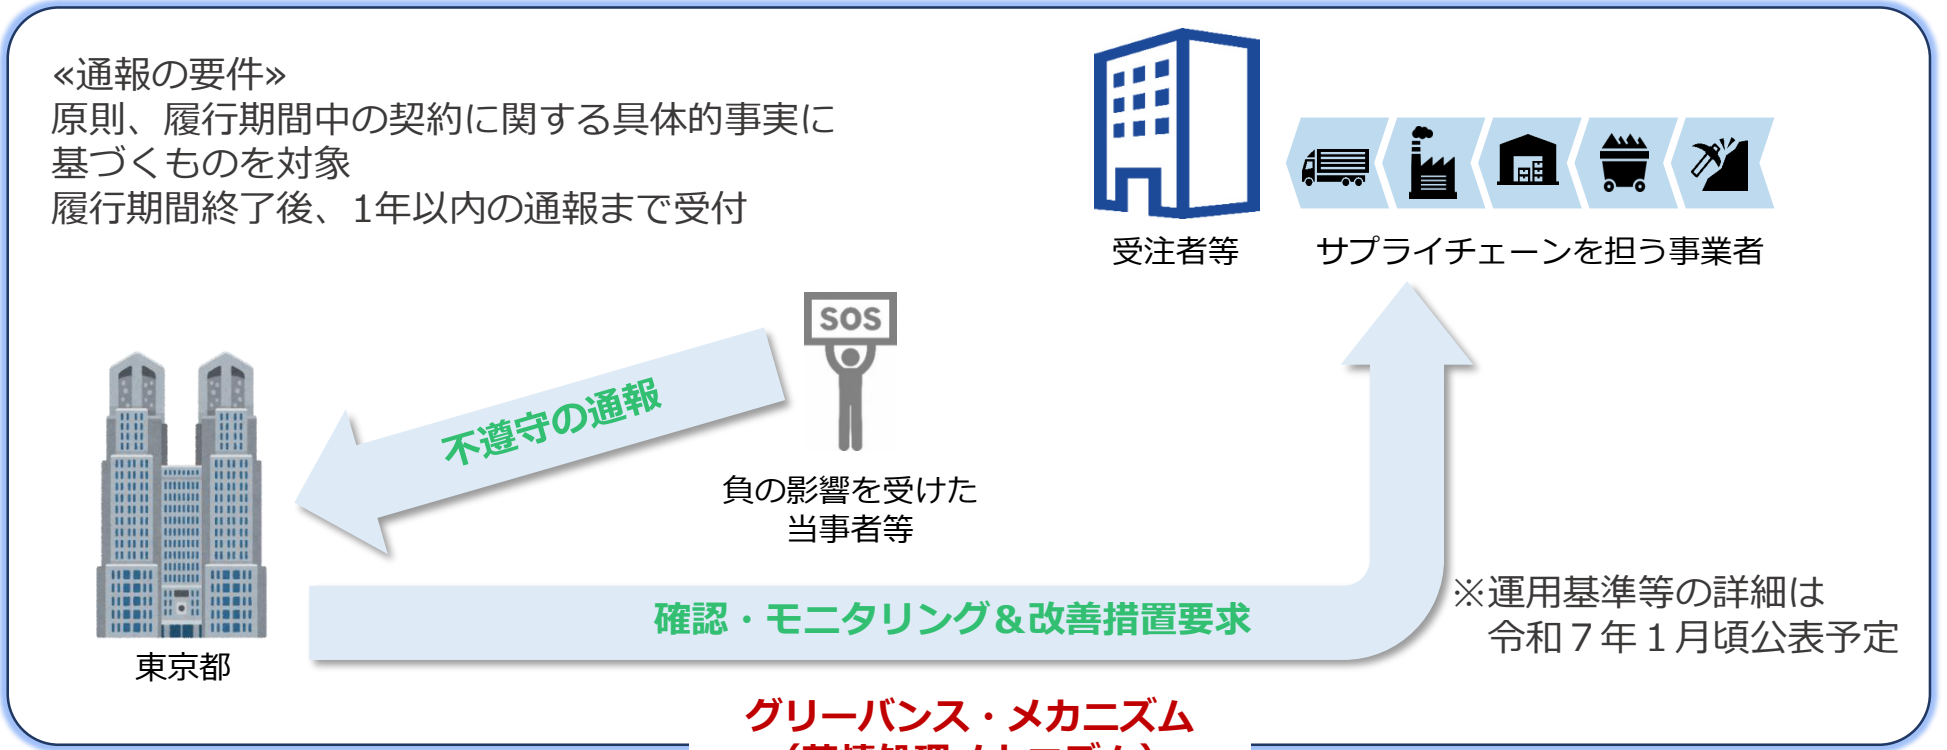 ≪通報の要件≫
原則、履行期間中の契約に関する具体的事実に
基づくものを対象
履行期間終了後、1年以内の通報まで受付
受注者等
サプライチェーンを担う事業者
SOS
不遵守の通報
負の影響を受けた
当事者等
確認・モニタリング＆改善措置要求
※運用基準等の詳細は
令和７年１月頃公表予定
東京都
グリーバンス・メカニズム